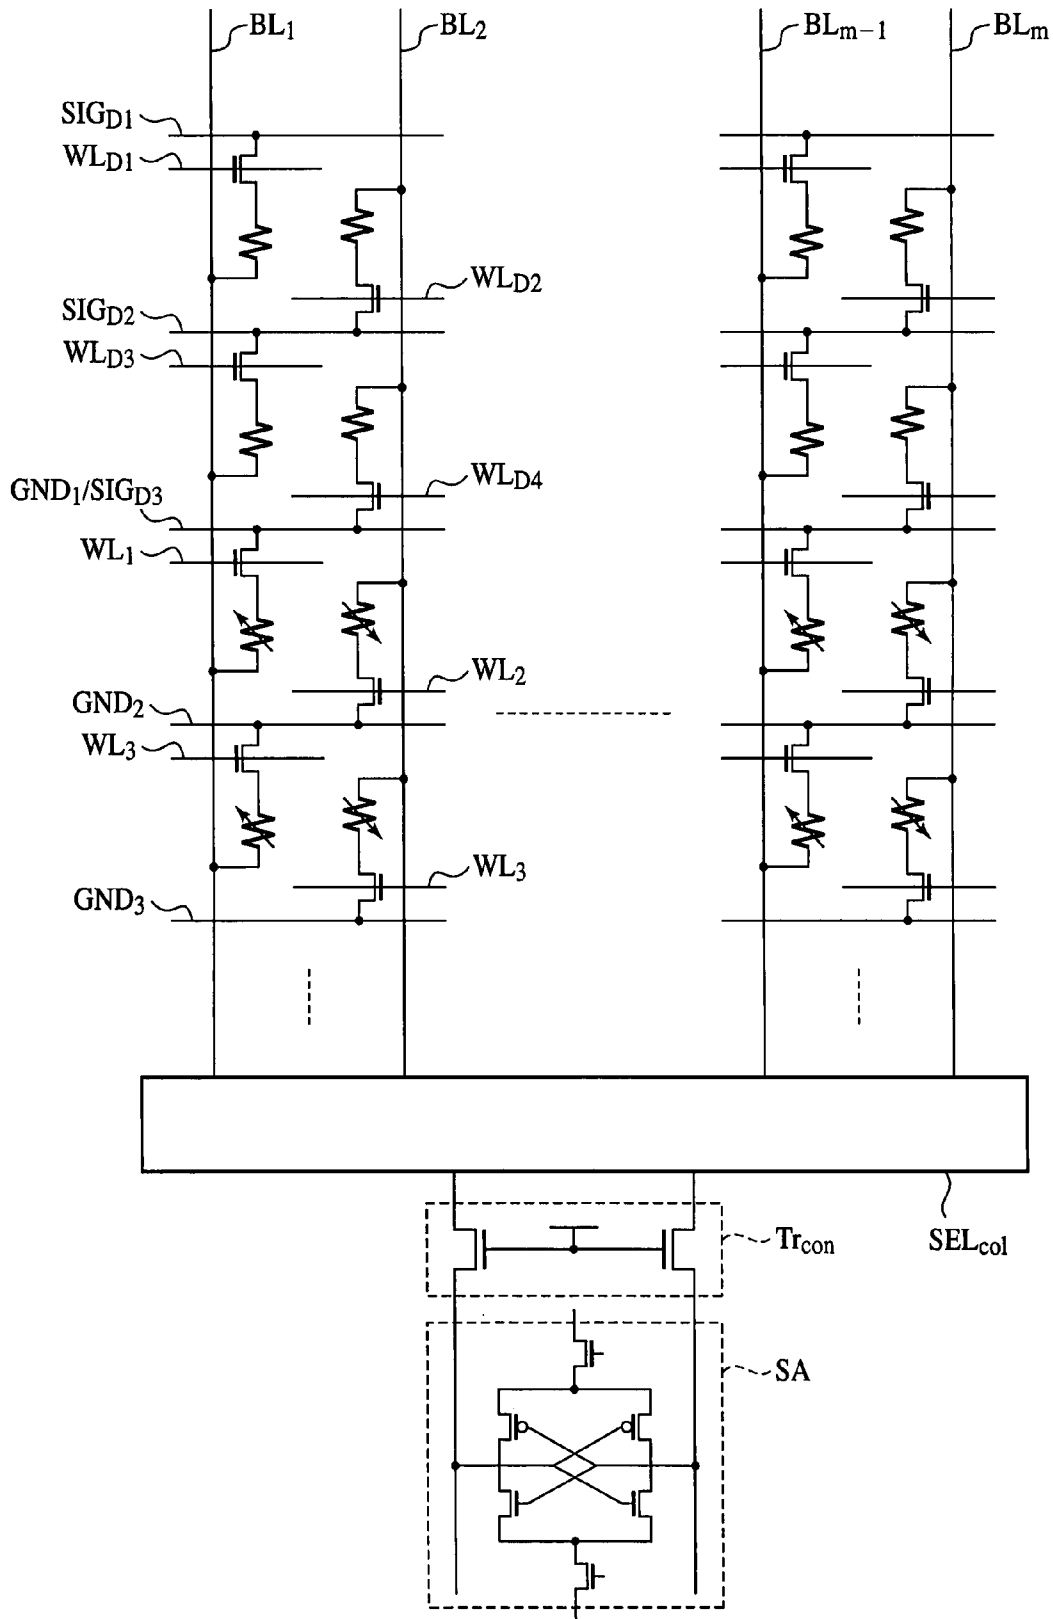 BL1 BL2 BLm−1 BLm
SIGD1
WLD1
WLD2
SIGD2
WLD3
WLD4
GND1/SIGD3
WL1
WL2
GND2
WL3
WL3
GND3
SELcol
Trcon
SA